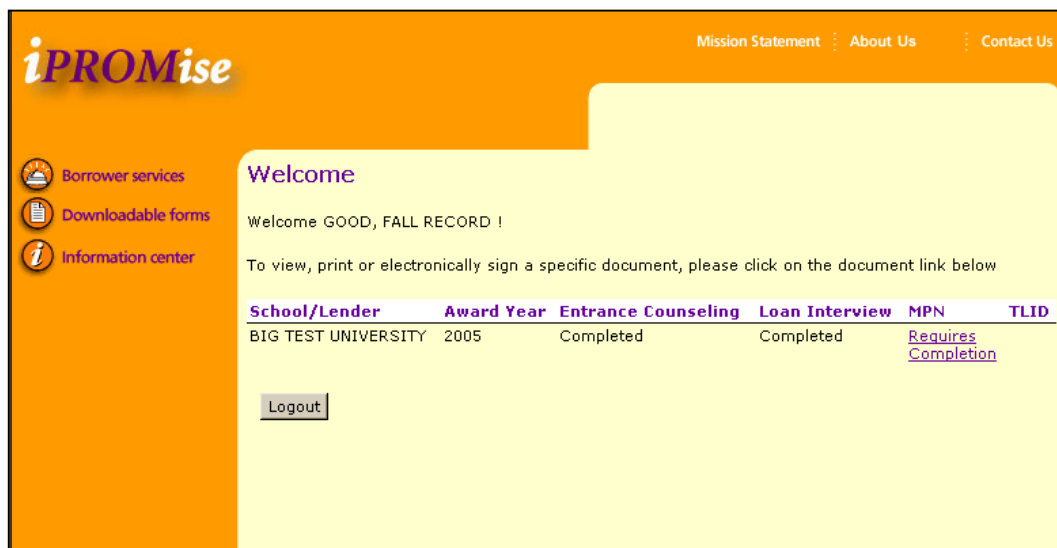 iPROMise
Mission Statement About Us Contact Us
Borrower services
Downloadable forms
Information center
Welcome
Welcome GOOD, FALL RECORD !
To view, print or electronically sign a specific document, please click on the document link below
School/Lender Award Year Entrance Counseling Loan Interview MPN TLID
BIG TEST UNIVERSITY 2005 Completed Completed Requires
Completion
Logout